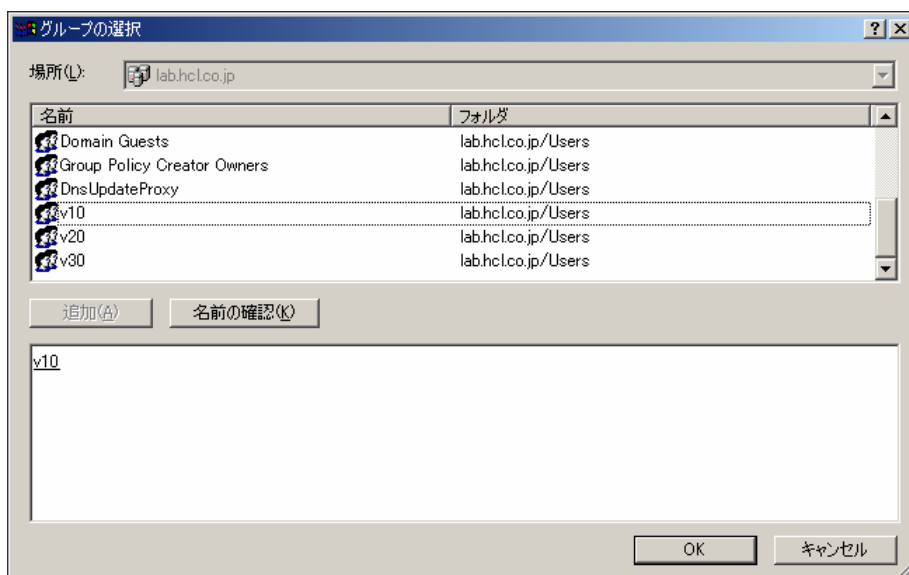 グループの選択
場所(L): lab.hcl.co.jp
名前 フォルダ
Domain Guests lab.hcl.co.jp/Users
Group Policy Creator Owners lab.hcl.co.jp/Users
DnsUpdateProxy lab.hcl.co.jp/Users
v10 lab.hcl.co.jp/Users
v20 lab.hcl.co.jp/Users
v30 lab.hcl.co.jp/Users
追加(A) 名前の確認(K)
v10
OK キャンセル